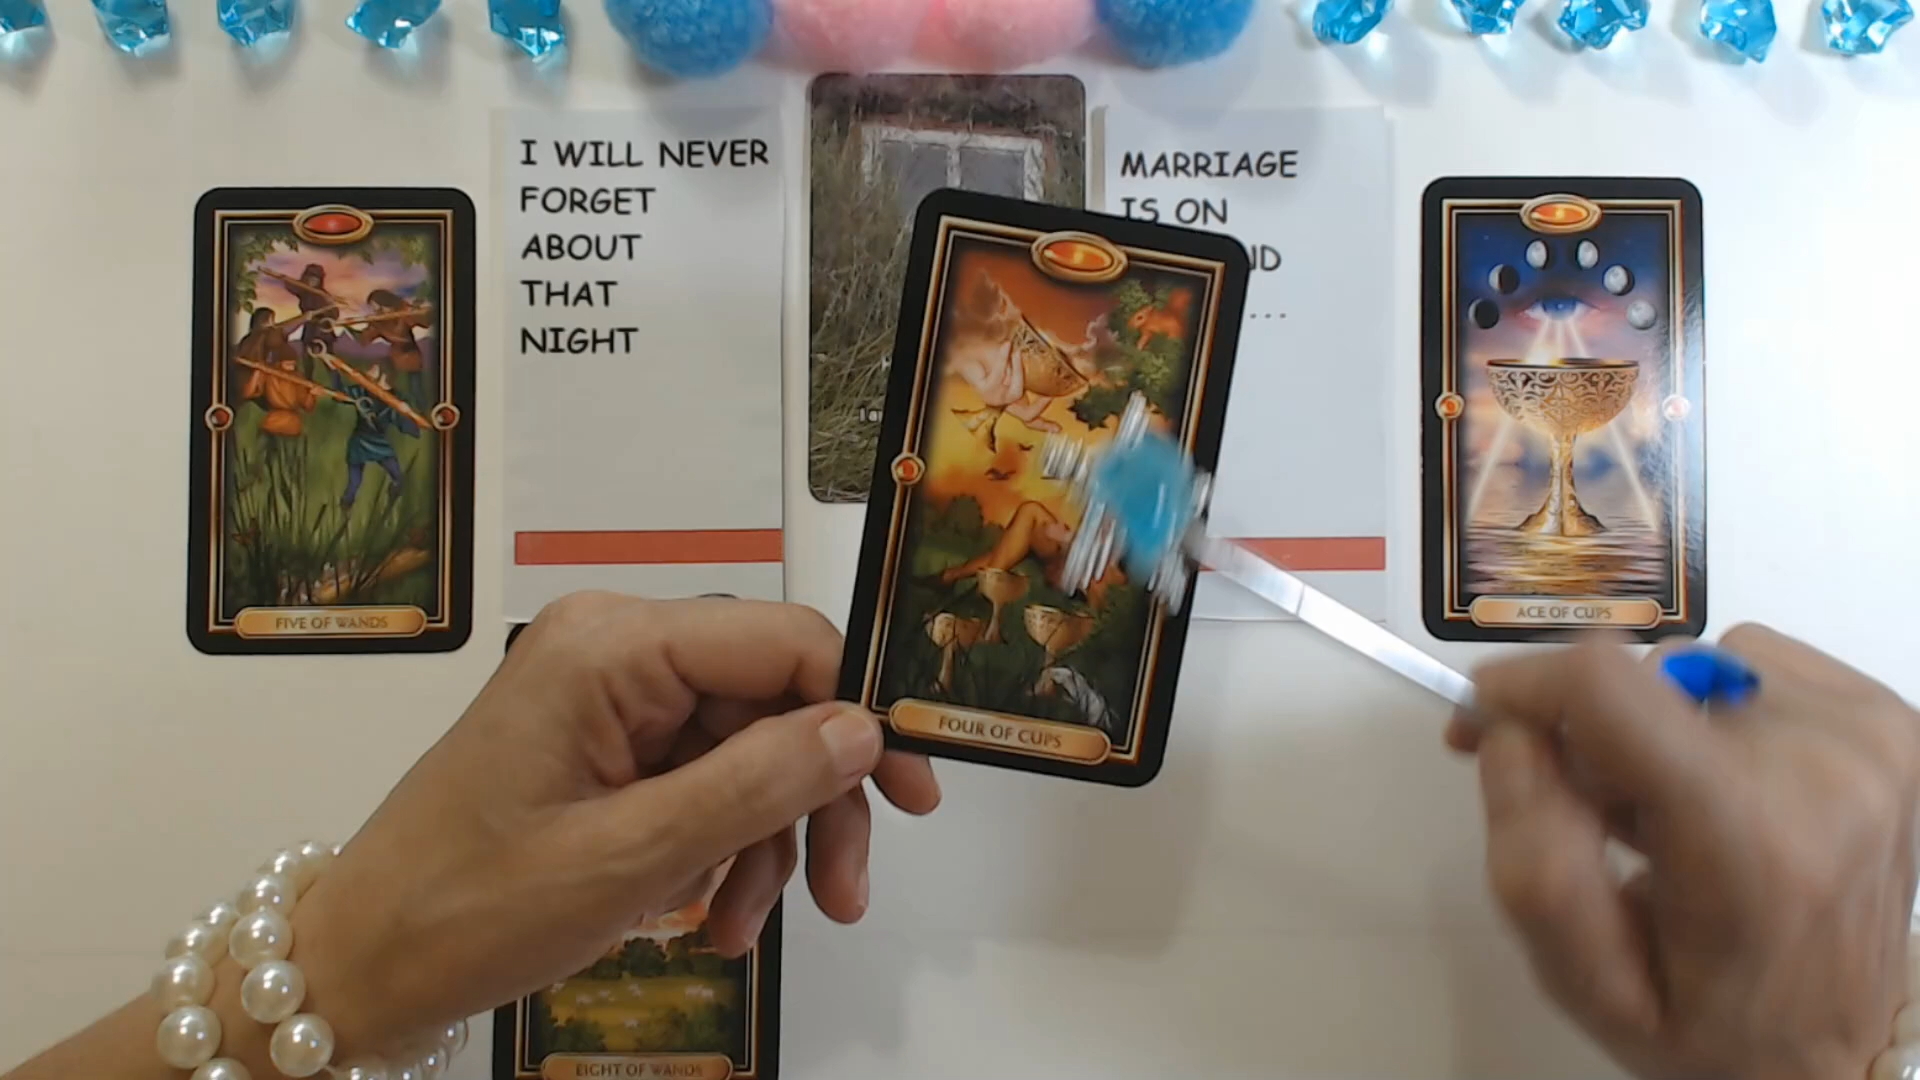 I WILL NEVER
FORGET
ABOUT
THAT
NIGHT
MARRIAGE
IS ON
ND
....
FIVE OF WANDS
FOUR OF CUPS
ACE OF CUPS
EIGHT OF WANDS